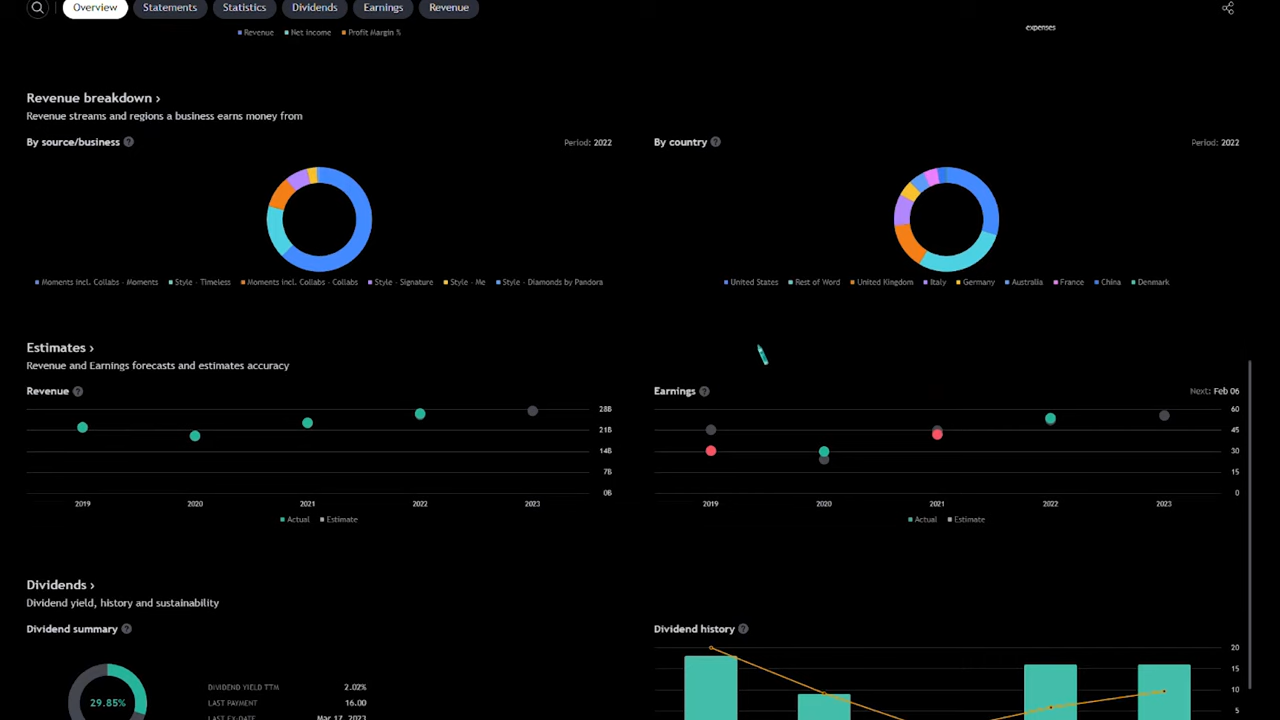 Overview Statements Statistics Dividends Earnings Revenue
Revenue Net income Profit Margin %
expenses
Revenue breakdown ›
Revenue streams and regions a business earns money from
By source/business ? Period: 2022
By country ? Period: 2022
Moments incl. Collabs - Moments Style - Timeless Moments incl. Collabs - Collabs Style - Signature Style - Me Style - Diamonds by Pandora
United States Rest of Word United Kingdom Italy Germany Australia France China Denmark
Estimates ›
Revenue and Earnings forecasts and estimates accuracy
Revenue ?
28B
21B
14B
7B
0B
2019 2020 2021 2022 2023
Actual Estimate
Earnings ? Next: Feb 06
60
45
30
15
0
2019 2020 2021 2022 2023
Actual Estimate
Dividends ›
Dividend yield, history and sustainability
Dividend summary ?
29.85%
DIVIDEND YIELD TTM 2.02%
LAST PAYMENT 16.00
LAST EX-DATE Mar 17, 2023
Dividend history ?
20
15
10
5